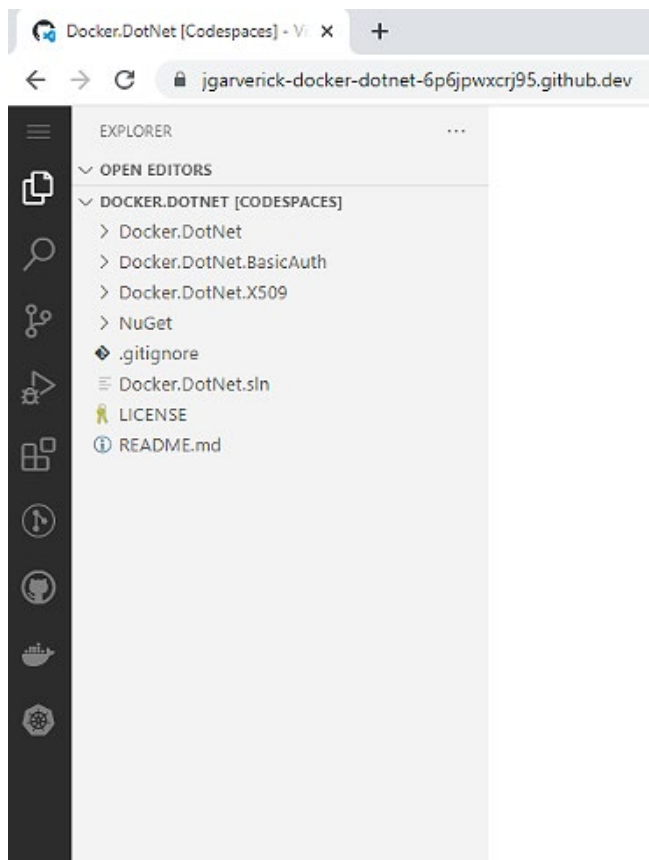 Docker.DotNet [Codespaces] - Vi
jgarverick-docker-dotnet-6p6jpwxcrj95.github.dev
EXPLORER
OPEN EDITORS
DOCKER.DOTNET [CODESPACES]
Docker.DotNet
Docker.DotNet.BasicAuth
Docker.DotNet.X509
NuGet
.gitignore
Docker.DotNet.sln
LICENSE
README.md